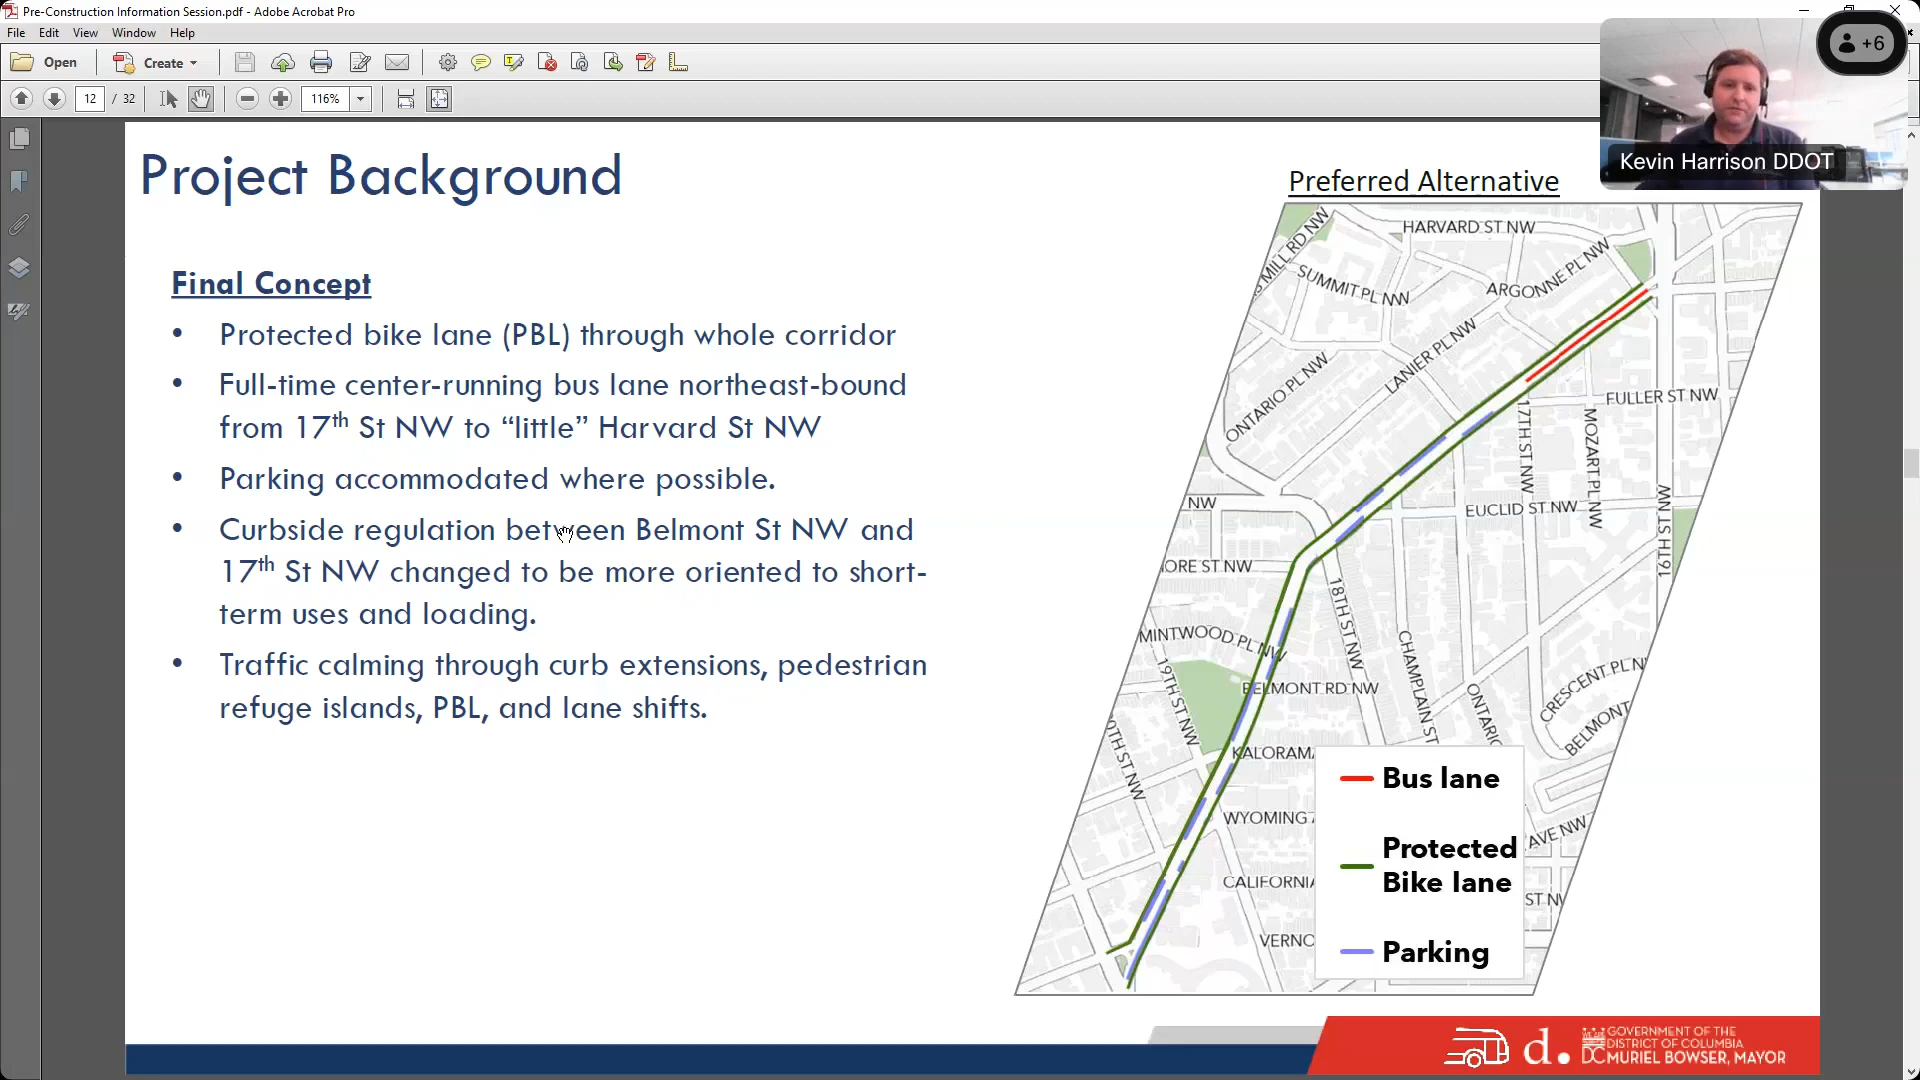 Pre-Construction Information Session.pdf - Adobe Acrobat Pro
File Edit View Window Help
Open Create
12 / 32 116%
+6
Kevin Harrison DDOT
Project Background
Final Concept
• Protected bike lane (PBL) through whole corridor
• Full-time center-running bus lane northeast-bound
from 17th St NW to “little” Harvard St NW
• Parking accommodated where possible.
• Curbside regulation between Belmont St NW and
17th St NW changed to be more oriented to short-
term uses and loading.
• Traffic calming through curb extensions, pedestrian
refuge islands, PBL, and lane shifts.
Preferred Alternative
HARVARD ST NW
S MILL RD NW
SUMMIT PL NW
ARGONNE PL NW
LANIER PL NW
ONTARIO PL NW
FULLER ST NW
17TH ST NW
MOZART PL NW
16TH ST NW
NW
EUCLID ST NW
ORE ST NW
18TH ST NW
MINTWOOD PL NW
CHAMPLAIN ST
19TH ST NW
BELMONT RD NW
ONTARIO
CRESCENT PL N
BELMONT
0TH ST NW
KALORAMA
WYOMING
AVE NW
CALIFORNIA
ST N
VERNO
Bus lane
Protected
Bike lane
Parking
d.
WE ARE
DC
GOVERNMENT OF THE
DISTRICT OF COLUMBIA
MURIEL BOWSER, MAYOR